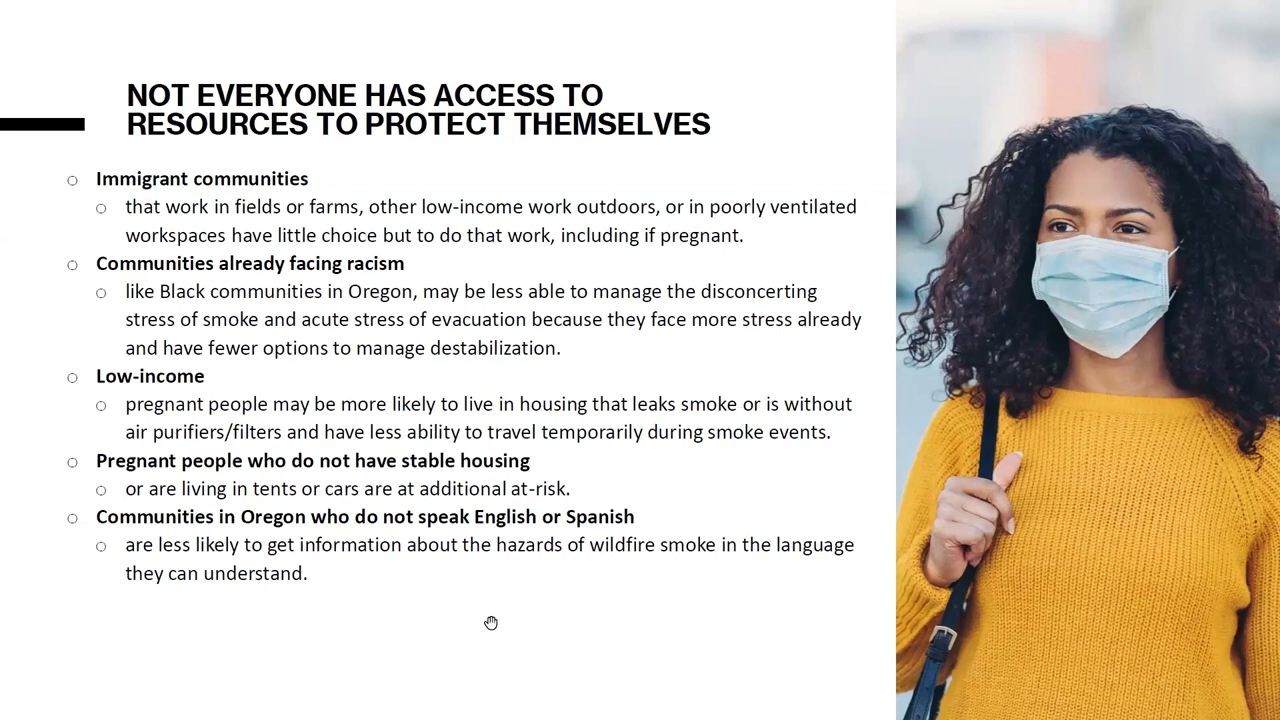 NOT EVERYONE HAS ACCESS TO
RESOURCES TO PROTECT THEMSELVES
Immigrant communities
that work in fields or farms, other low-income work outdoors, or in poorly ventilated
workspaces have little choice but to do that work, including if pregnant.
Communities already facing racism
like Black communities in Oregon, may be less able to manage the disconcerting
stress of smoke and acute stress of evacuation because they face more stress already
and have fewer options to manage destabilization.
Low-income
pregnant people may be more likely to live in housing that leaks smoke or is without
air purifiers/filters and have less ability to travel temporarily during smoke events.
Pregnant people who do not have stable housing
or are living in tents or cars are at additional at-risk.
Communities in Oregon who do not speak English or Spanish
are less likely to get information about the hazards of wildfire smoke in the language
they can understand.